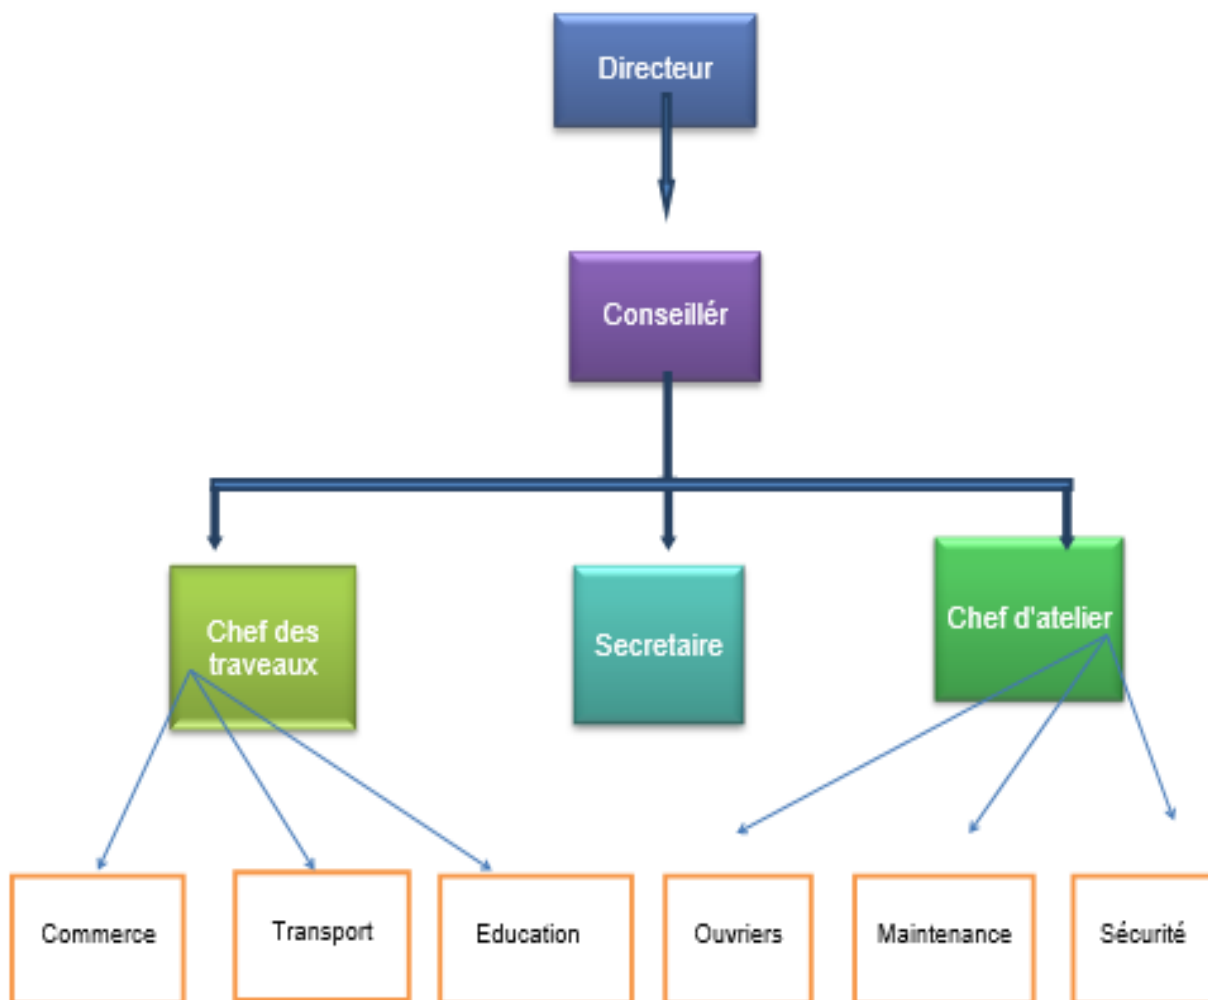 Directeur
Conseillér
Chef des
traveaux
Secretaire
Chef d'atelier
Commerce
Transport
Education
Ouvriers
Maintenance
Sécurité